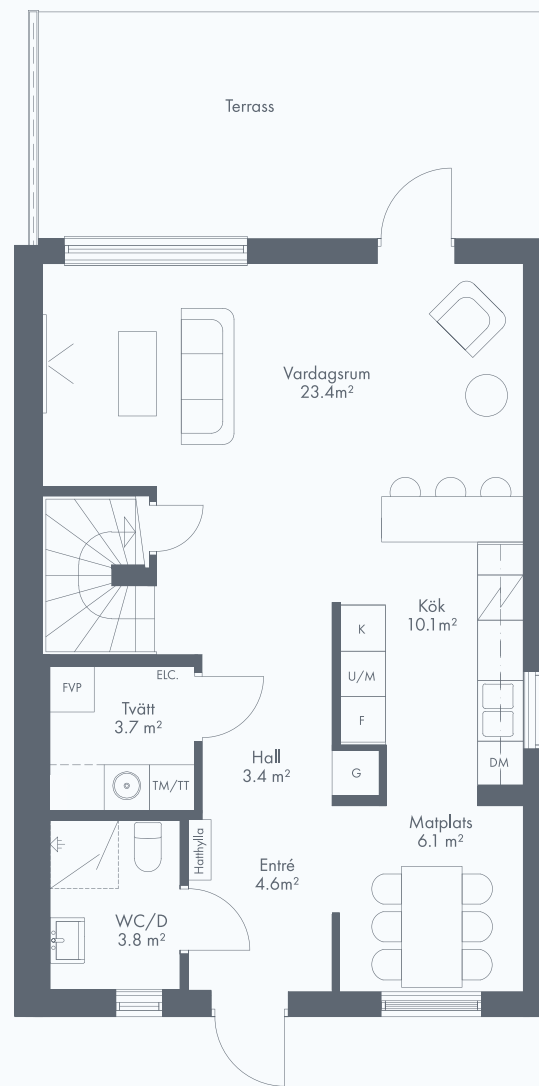 Terrass
Vardagsrum
23.4m²
Kök
10.1m²
K
U/M
F
G
DM
ELC.
FVP
Tvätt
3.7 m²
TM/TT
Hall
3.4 m²
Hatthylla
Entré
4.6m²
Matplats
6.1 m²
WC/D
3.8 m²